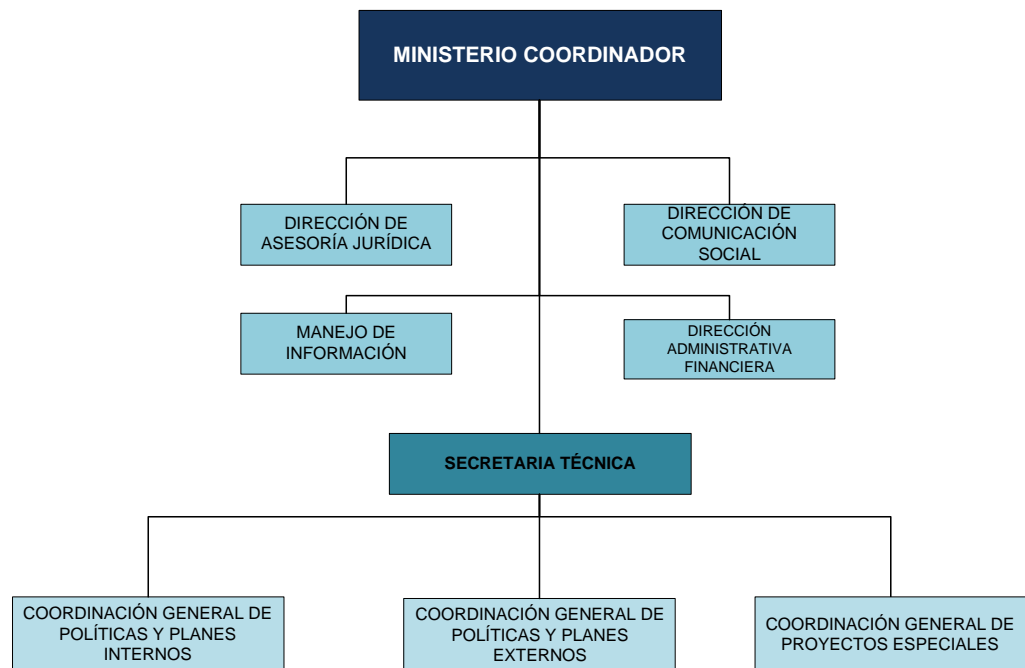 MINISTERIO COORDINADOR
DIRECCIÓN DE
ASESORÍA JURÍDICA
DIRECCIÓN DE
COMUNICACIÓN
SOCIAL
MANEJO DE
INFORMACIÓN
DIRECCIÓN
ADMINISTRATIVA
FINANCIERA
SECRETARIA TÉCNICA
COORDINACIÓN GENERAL DE
POLÍTICAS Y PLANES
INTERNOS
COORDINACIÓN GENERAL DE
POLÍTICAS Y PLANES
EXTERNOS
COORDINACIÓN GENERAL DE
PROYECTOS ESPECIALES